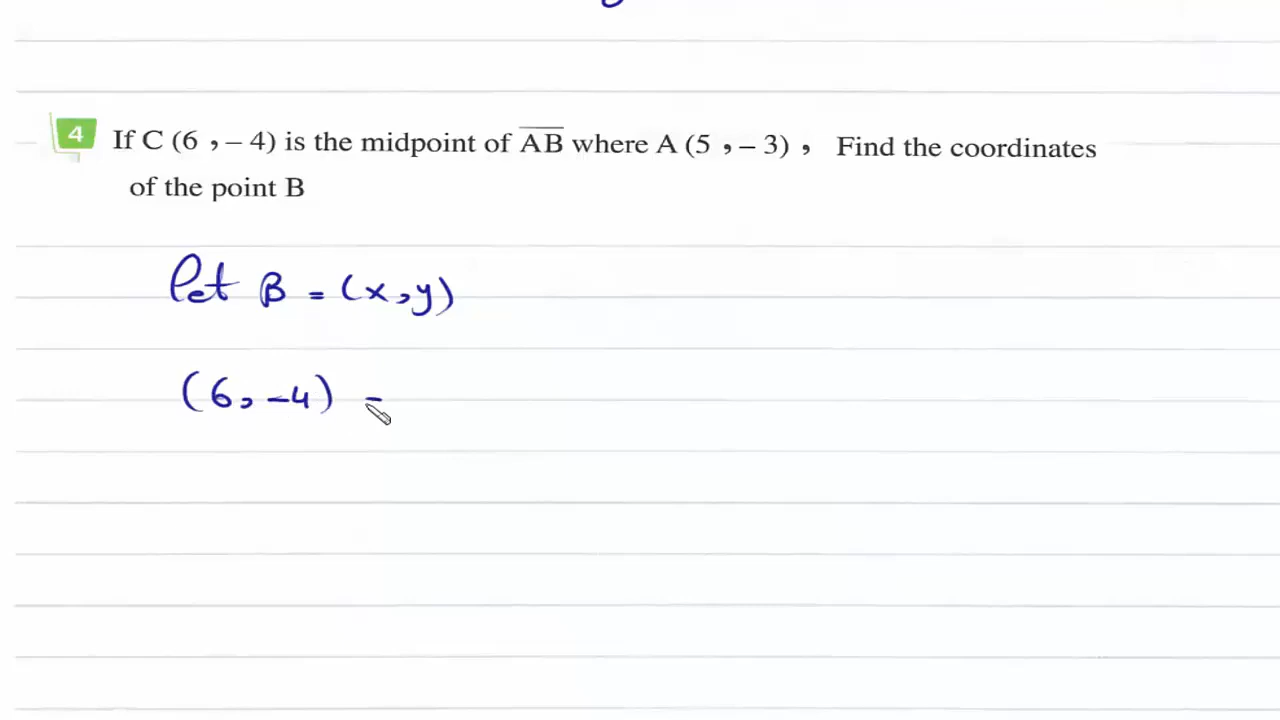 4 If C (6 , – 4) is the midpoint of AB where A (5 , – 3) , Find the coordinates
of the point B
let B = (x,y)
(6, -4) =